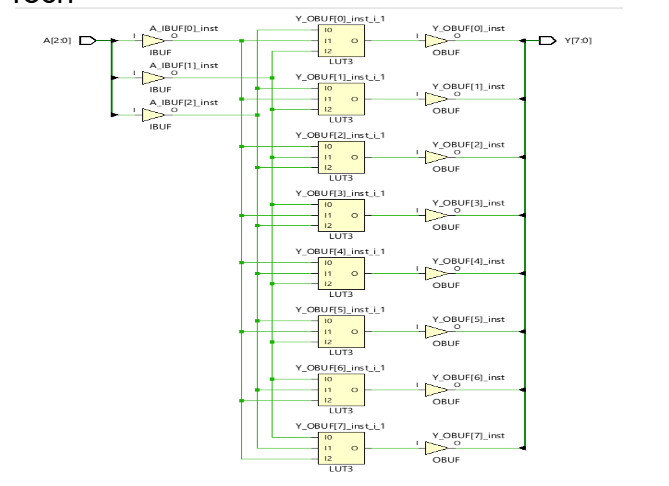 A[2:0]
A_IBUF[0]_inst
I
O
IBUF
A_IBUF[1]_inst
I
O
IBUF
A_IBUF[2]_inst
I
O
IBUF
Y_OBUF[0]_inst_i_1
I0
I1
O
I2
LUT3
Y_OBUF[0]_inst
I
O
OBUF
Y[7:0]
Y_OBUF[1]_inst_i_1
I0
I1
O
I2
LUT3
Y_OBUF[1]_inst
I
O
OBUF
Y_OBUF[2]_inst_i_1
I0
I1
O
I2
LUT3
Y_OBUF[2]_inst
I
O
OBUF
Y_OBUF[3]_inst_i_1
I0
I1
O
I2
LUT3
Y_OBUF[3]_inst
I
O
OBUF
Y_OBUF[4]_inst_i_1
I0
I1
O
I2
LUT3
Y_OBUF[4]_inst
I
O
OBUF
Y_OBUF[5]_inst_i_1
I0
I1
O
I2
LUT3
Y_OBUF[5]_inst
I
O
OBUF
Y_OBUF[6]_inst_i_1
I0
I1
O
I2
LUT3
Y_OBUF[6]_inst
I
O
OBUF
Y_OBUF[7]_inst_i_1
I0
I1
O
I2
LUT3
Y_OBUF[7]_inst
I
O
OBUF